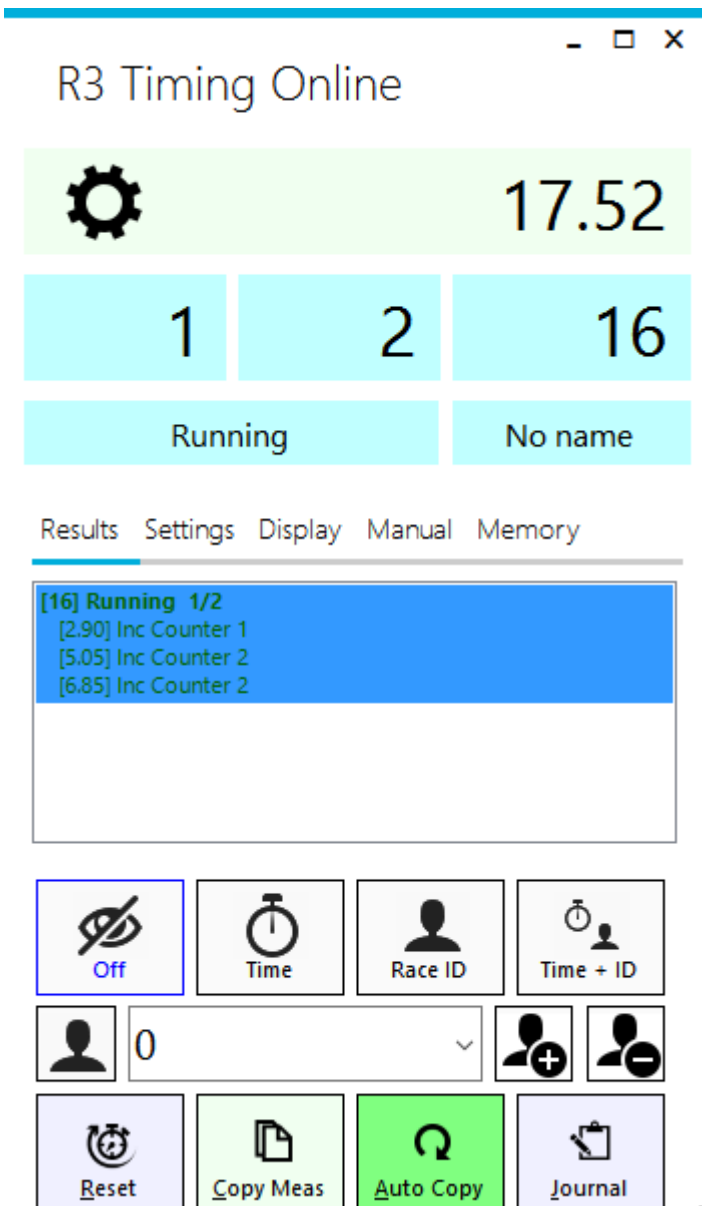 R3 Timing Online
17.52
1 2 16
Running No name
Results Settings Display Manual Memory
[16] Running 1/2
[2.90] Inc Counter 1
[5.05] Inc Counter 2
[6.85] Inc Counter 2
Off Time Race ID Time + ID
0
Reset Copy Meas Auto Copy Journal